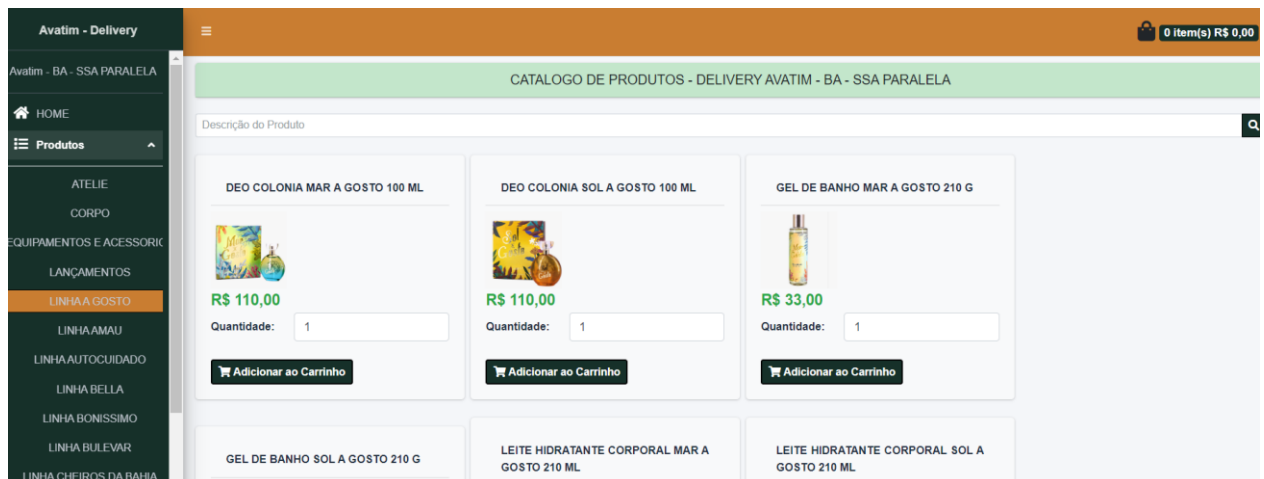 Avatim - Delivery
0 item(s) R$ 0,00
Avatim - BA - SSA PARALELA
HOME
Produtos
ATELIE
CORPO
EQUIPAMENTOS E ACESSORIC
LANÇAMENTOS
LINHA A GOSTO
LINHA AMAU
LINHA AUTOCUIDADO
LINHA BELLA
LINHA BONISSIMO
LINHA BULEVAR
LINHA CHEIROS DA BAHIA
CATALOGO DE PRODUTOS - DELIVERY AVATIM - BA - SSA PARALELA
Descrição do Produto
DEO COLONIA MAR A GOSTO 100 ML
R$ 110,00
Quantidade: 1
Adicionar ao Carrinho
DEO COLONIA SOL A GOSTO 100 ML
R$ 110,00
Quantidade: 1
Adicionar ao Carrinho
GEL DE BANHO MAR A GOSTO 210 G
R$ 33,00
Quantidade: 1
Adicionar ao Carrinho
GEL DE BANHO SOL A GOSTO 210 G
LEITE HIDRATANTE CORPORAL MAR A
GOSTO 210 ML
LEITE HIDRATANTE CORPORAL SOL A
GOSTO 210 ML